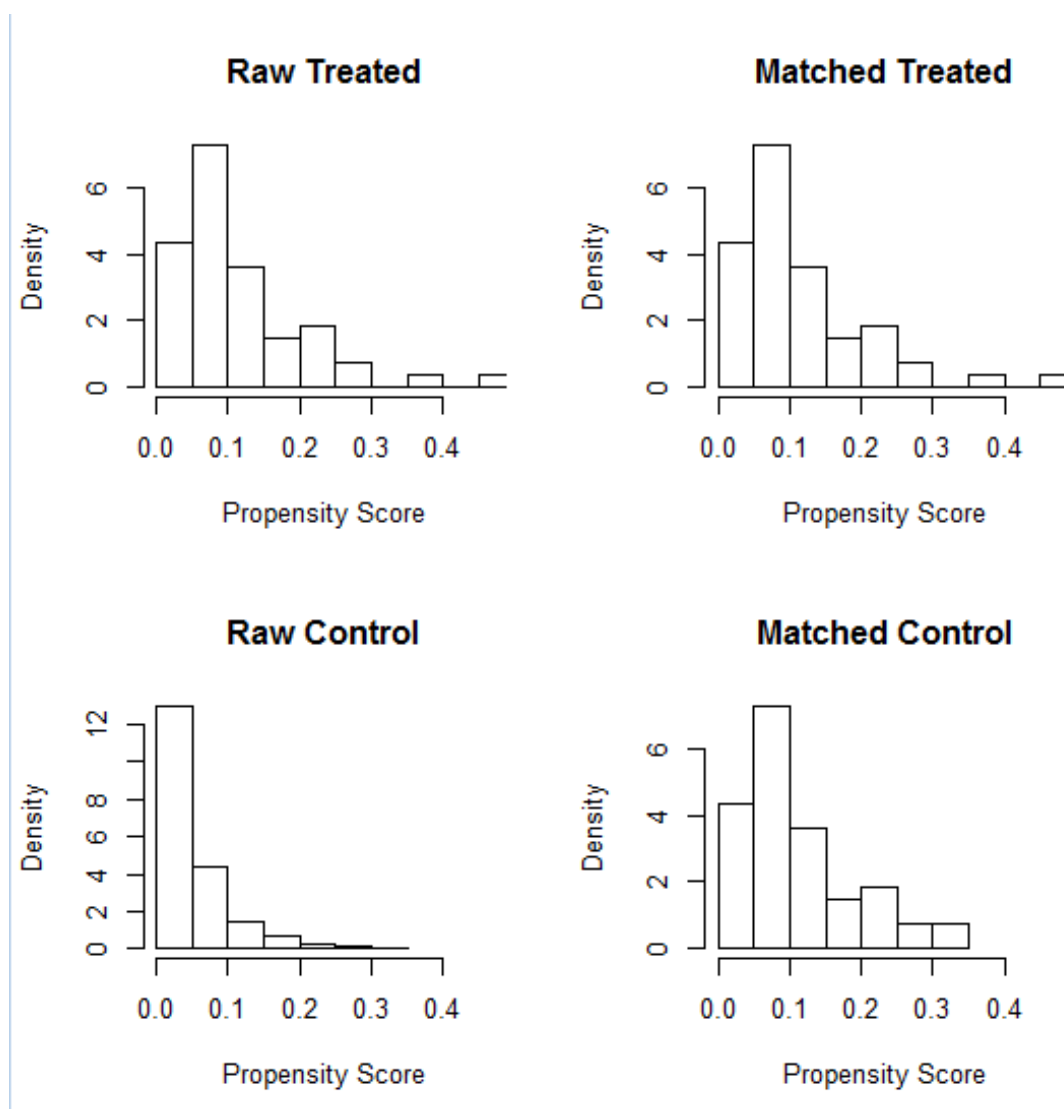 Raw Treated
Density
0 2 4 6
0.0 0.1 0.2 0.3 0.4
Propensity Score
Matched Treated
Density
0 2 4 6
0.0 0.1 0.2 0.3 0.4
Propensity Score
Raw Control
Density
0 2 4 6 8 12
0.0 0.1 0.2 0.3 0.4
Propensity Score
Matched Control
Density
0 2 4 6
0.0 0.1 0.2 0.3 0.4
Propensity Score